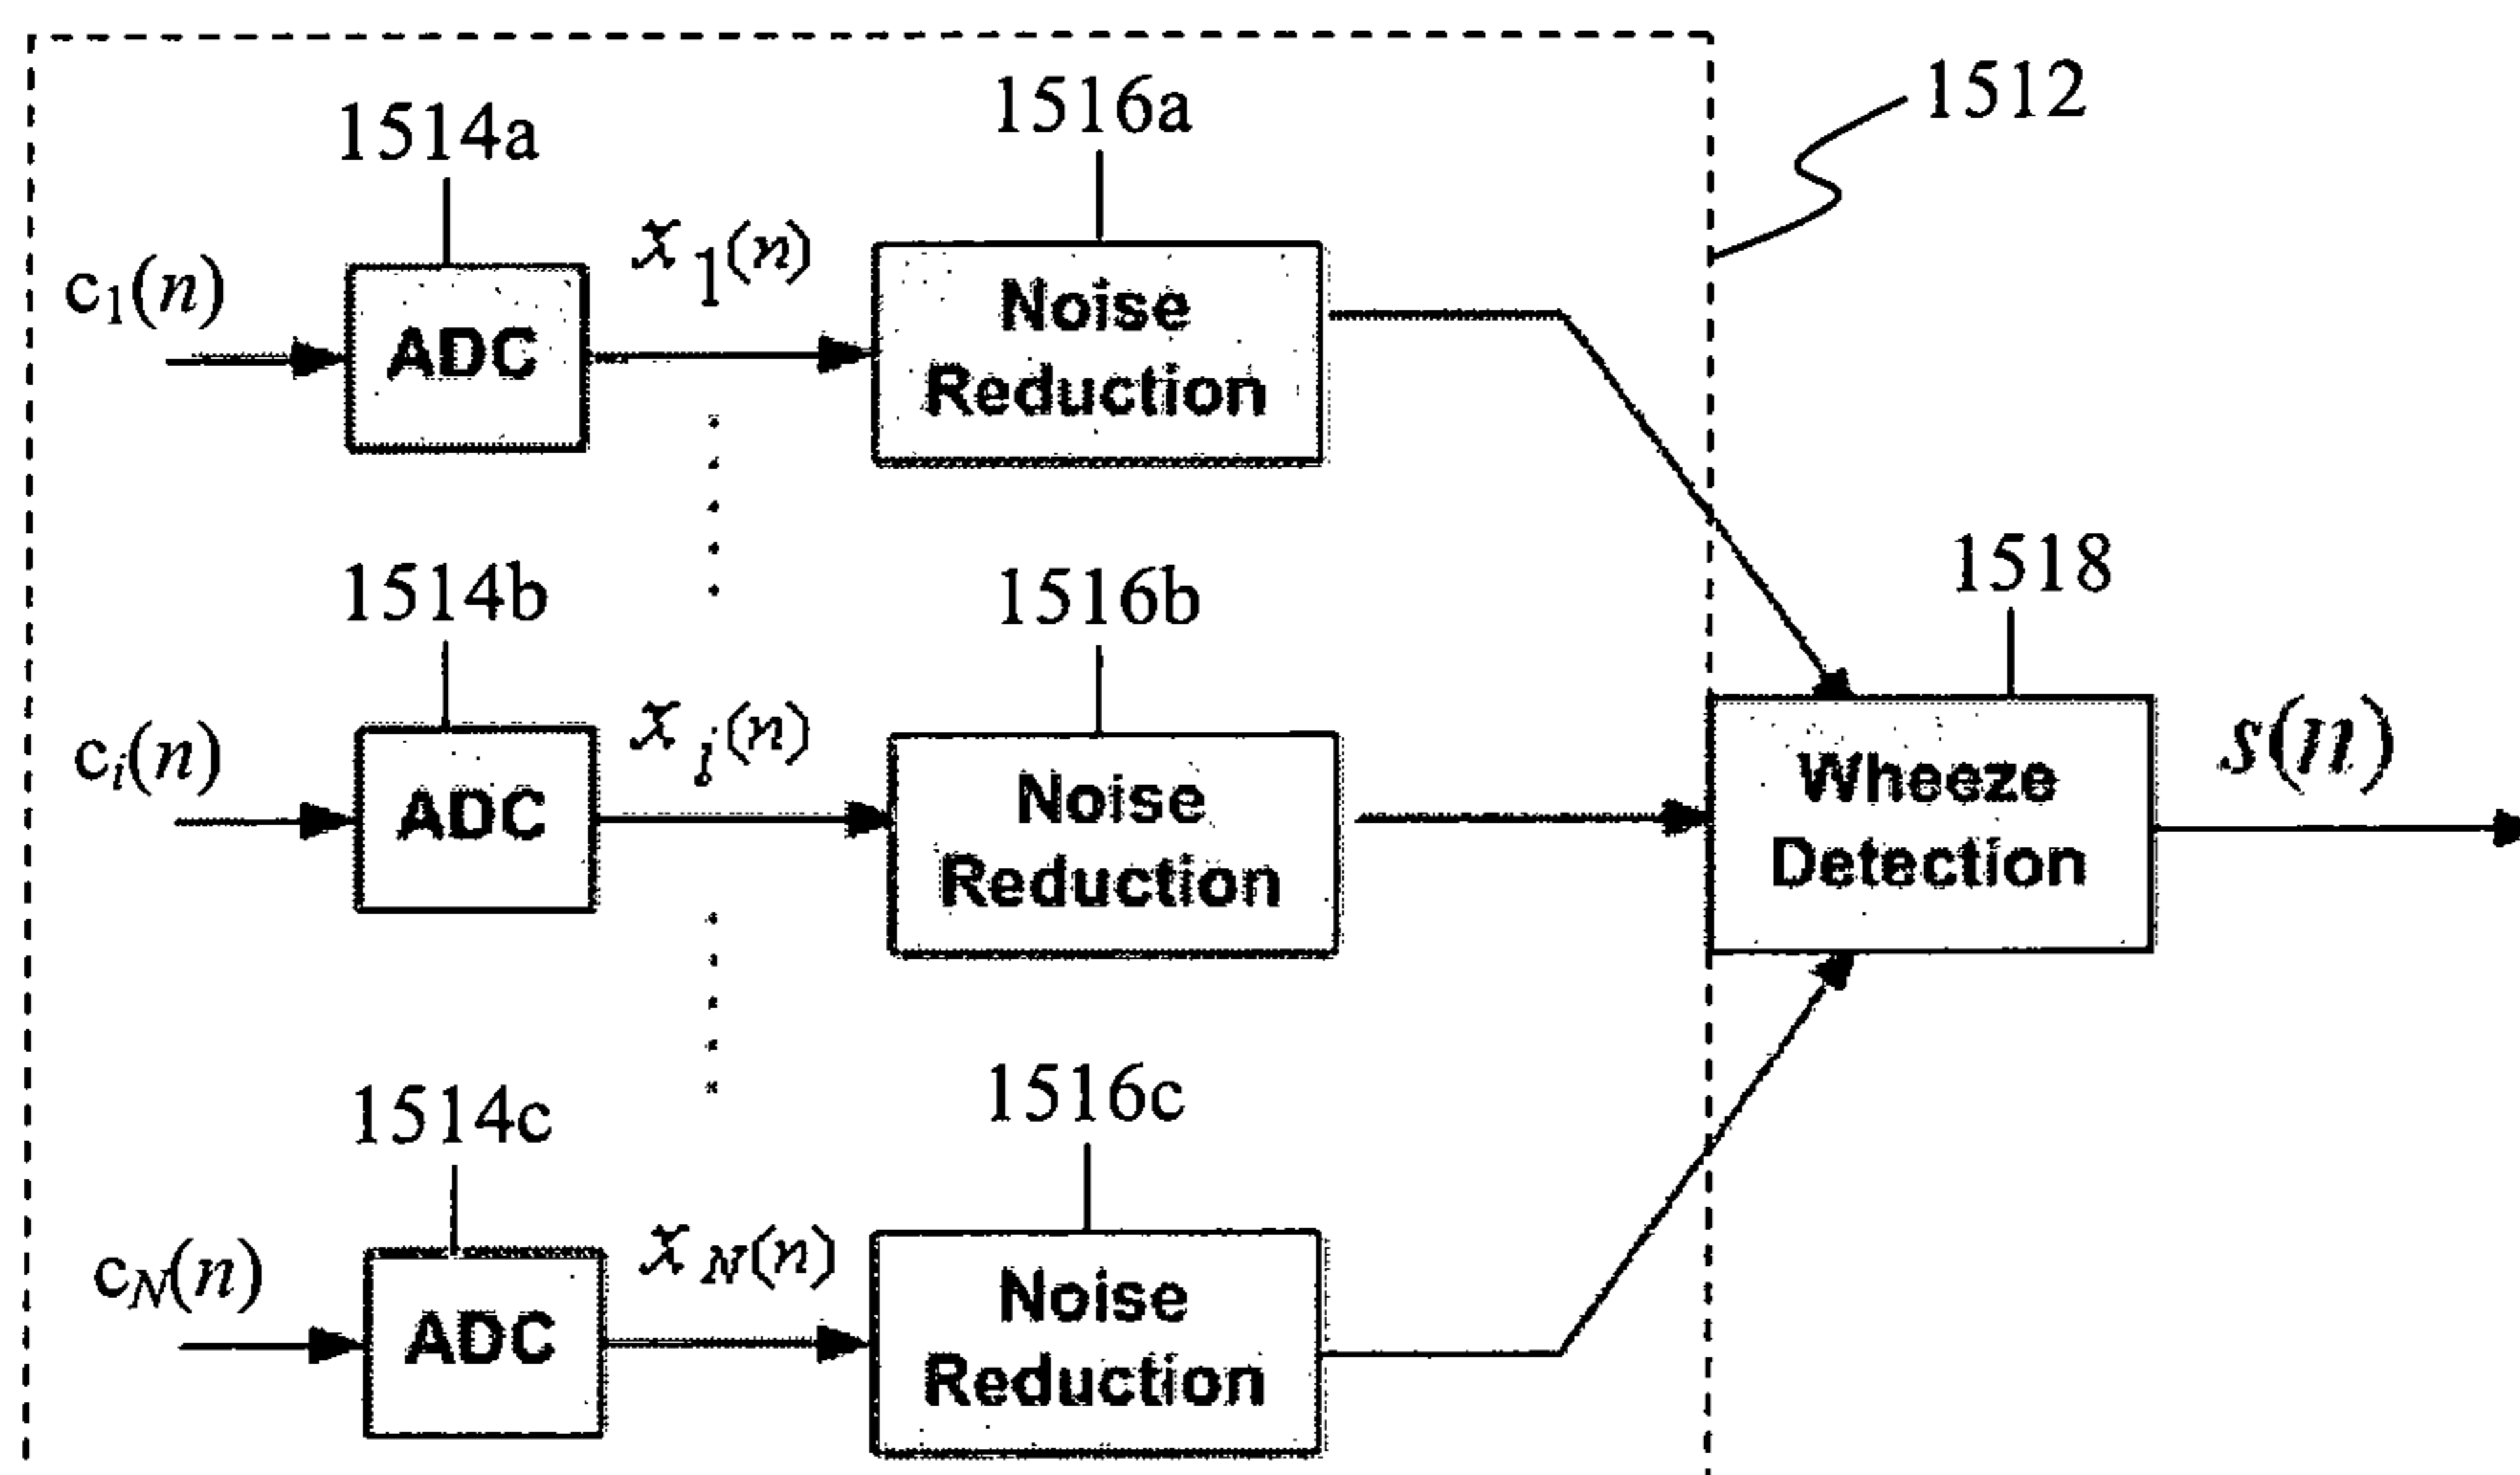 1512
1516a
1514a
x1(n)
c1(n)
Noise
Reduction
ADC
1518
1514b
1516b
xi(n)
s(n)
ci(n)
Noise
Reduction
ADC
Wheeze
Detection
1516c
1514c
xN(n)
cN(n)
Noise
Reduction
ADC